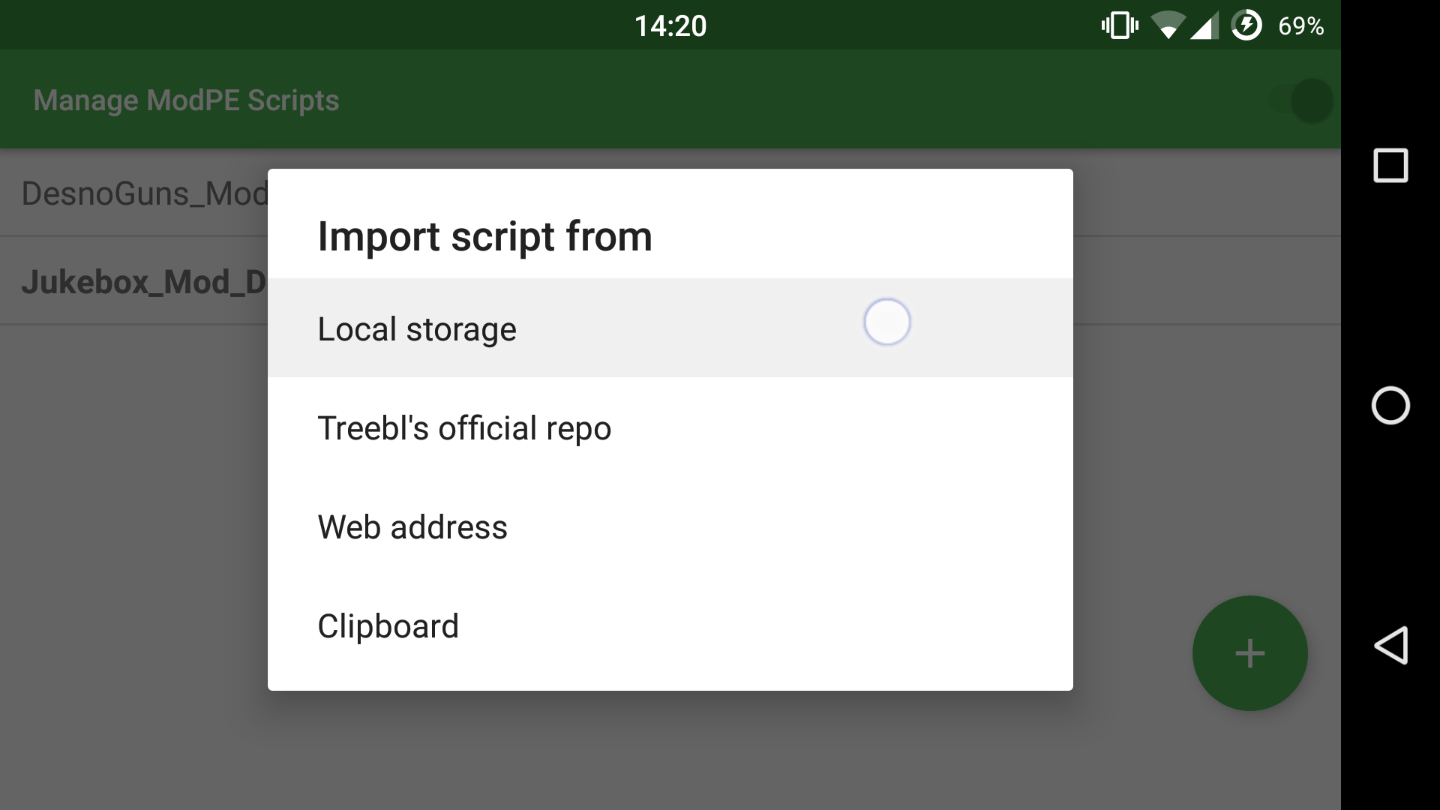 14:20
69%
Manage ModPE Scripts
DesnoGuns_Mod
Jukebox_Mod_D
Import script from
Local storage
Treebl's official repo
Web address
Clipboard